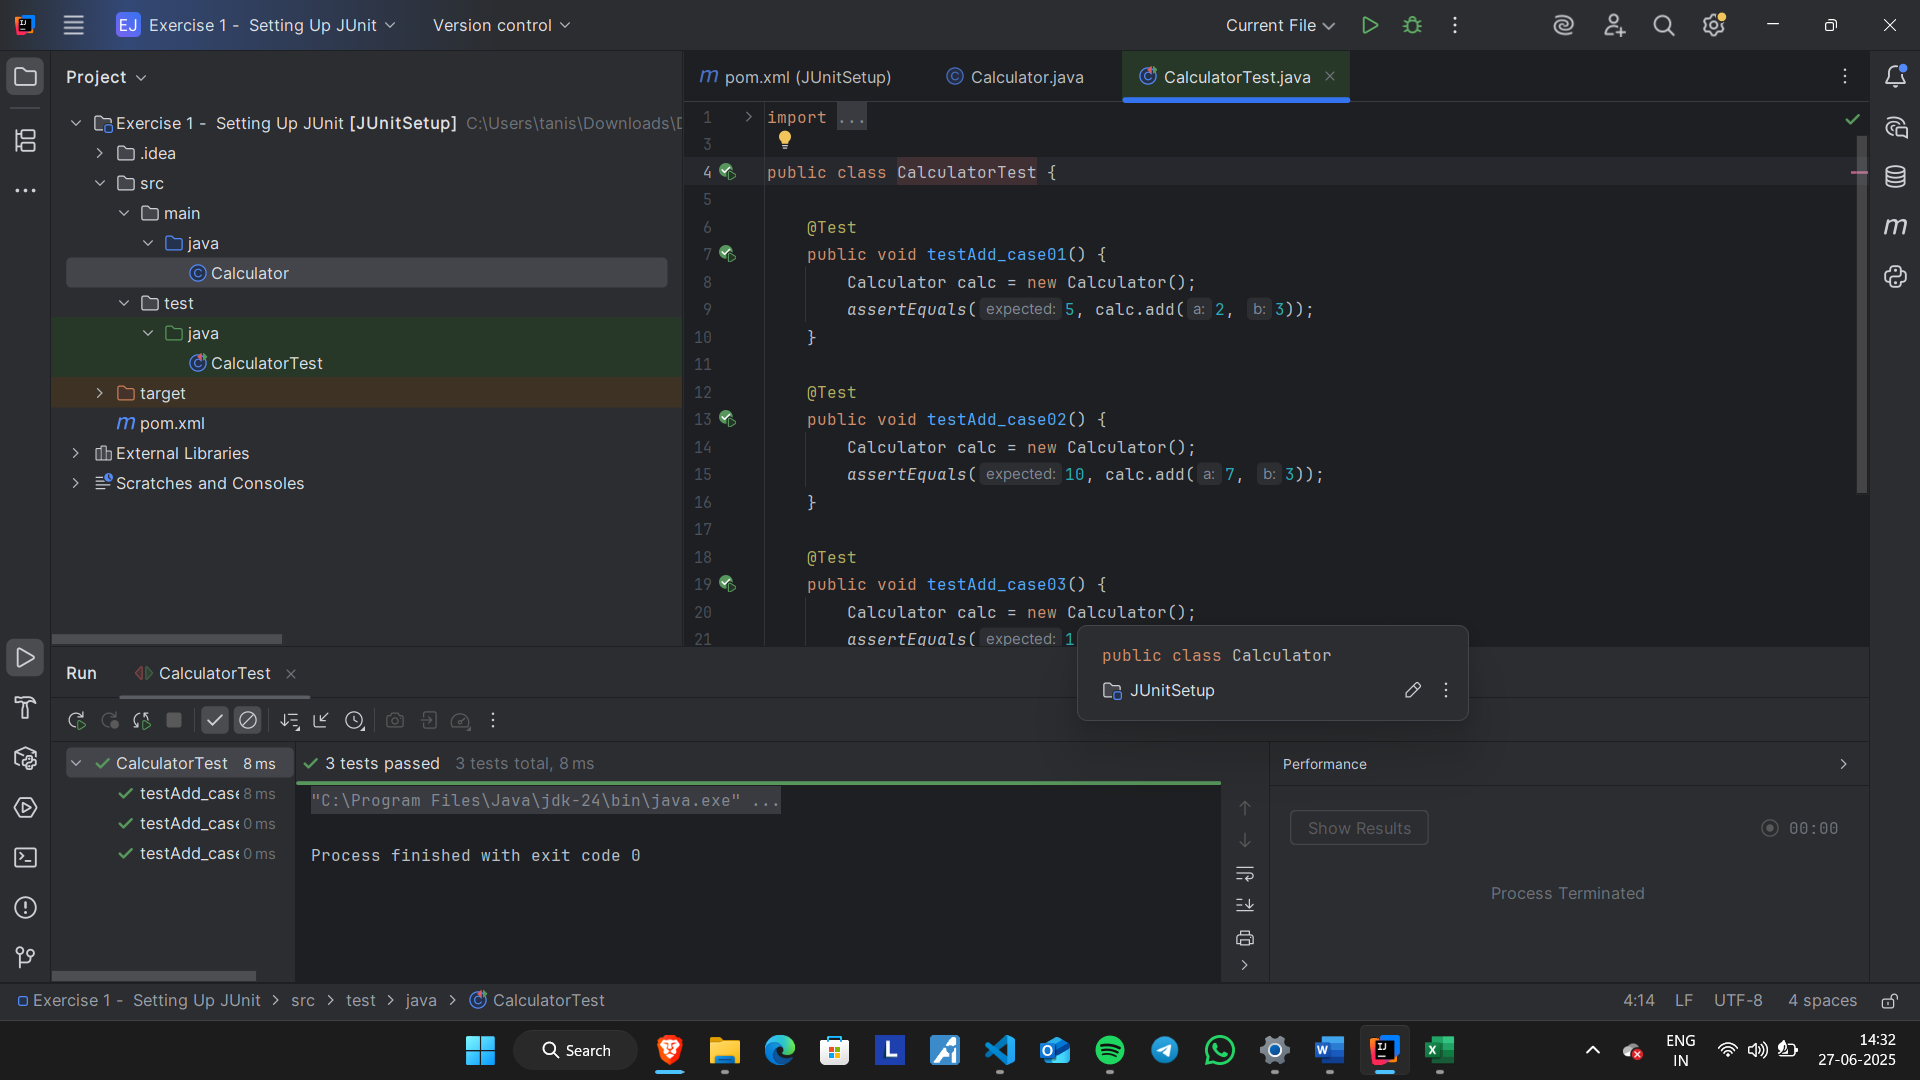 EJ Exercise 1 - Setting Up JUnit Version control Current File
Project
pom.xml (JUnitSetup) Calculator.java CalculatorTest.java
Exercise 1 - Setting Up JUnit [JUnitSetup] C:\Users\tanis\Downloads\
.idea
src
main
java
Calculator
test
java
CalculatorTest
target
m pom.xml
External Libraries
Scratches and Consoles
1 import ...
3
4 public class CalculatorTest {
5
6 @Test
7 public void testAdd_case01() {
8 Calculator calc = new Calculator();
9 assertEquals( expected: 5, calc.add( a: 2, b: 3));
10 }
11
12 @Test
13 public void testAdd_case02() {
14 Calculator calc = new Calculator();
15 assertEquals( expected: 10, calc.add( a: 7, b: 3));
16 }
17
18 @Test
19 public void testAdd_case03() {
20 Calculator calc = new Calculator();
21 assertEquals( expected: 1
public class Calculator
JUnitSetup
Run CalculatorTest
CalculatorTest 8 ms
testAdd_case 8 ms
testAdd_case 0 ms
testAdd_case 0 ms
3 tests passed 3 tests total, 8 ms
"C:\Program Files\Java\jdk-24\bin\java.exe" ...
Process finished with exit code 0
Performance
Show Results 00:00
Process Terminated
Exercise 1 - Setting Up JUnit > src > test > java > CalculatorTest
4:14 LF UTF-8 4 spaces
Search
ENG
IN
14:32
27-06-2025